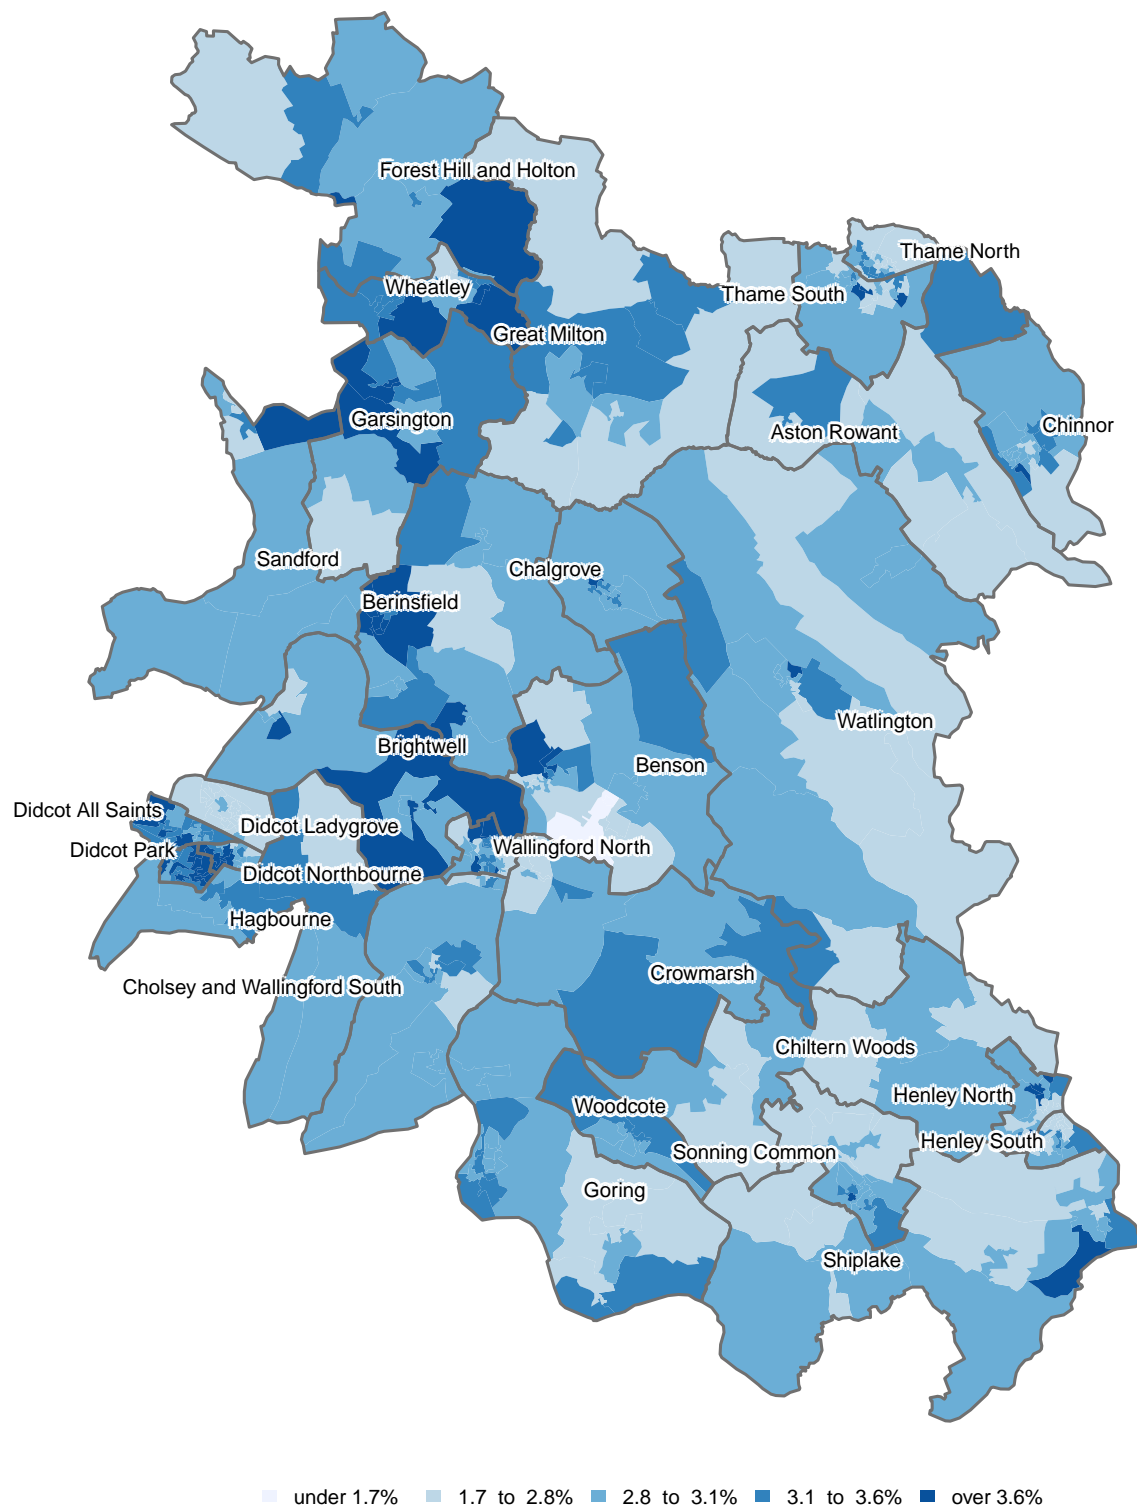 Forest Hill and Holton
Thame North
Wheatley
Thame South
Great Milton
Garsington
Chinnor
Aston Rowant
Sandford
Chalgrove
Berinsfield
Watlington
Brightwell
Benson
Didcot All Saints
Didcot Ladygrove
Didcot Park
Wallingford North
Didcot Northbourne
Hagbourne
Crowmarsh
Cholsey and Wallingford South
Chiltern Woods
Henley North
Woodcote
Henley South
Sonning Common
Goring
Shiplake
under 1.7% 1.7 to 2.8% 2.8 to 3.1% 3.1 to 3.6% over 3.6%